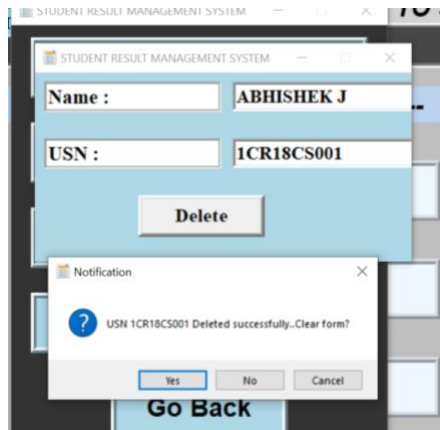 STUDENT RESULT MANAGEMENT SYSTEM
STUDENT RESULT MANAGEMENT SYSTEM
Name : ABHISHEK J
USN : 1CR18CS001
Delete
Notification
USN 1CR18CS001 Deleted successfully..Clear form?
Yes No Cancel
Go Back